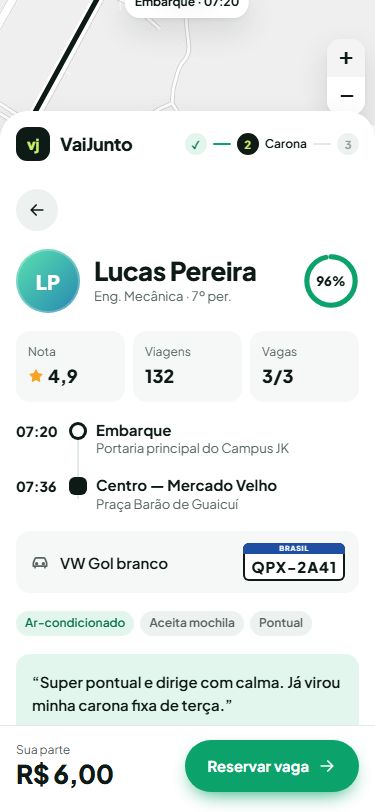 Embarque · 07:20
+
−
vj VaiJunto ✓ 2 Carona 3
←
LP Lucas Pereira 96%
Eng. Mecânica · 7º per.
Nota Viagens Vagas
4,9 132 3/3
07:20 Embarque
Portaria principal do Campus JK
07:36 Centro — Mercado Velho
Praça Barão de Guaicuí
BRASIL
VW Gol branco QPX-2A41
Ar-condicionado Aceita mochila Pontual
“Super pontual e dirige com calma. Já virou
minha carona fixa de terça.”
Sua parte
R$ 6,00 Reservar vaga →